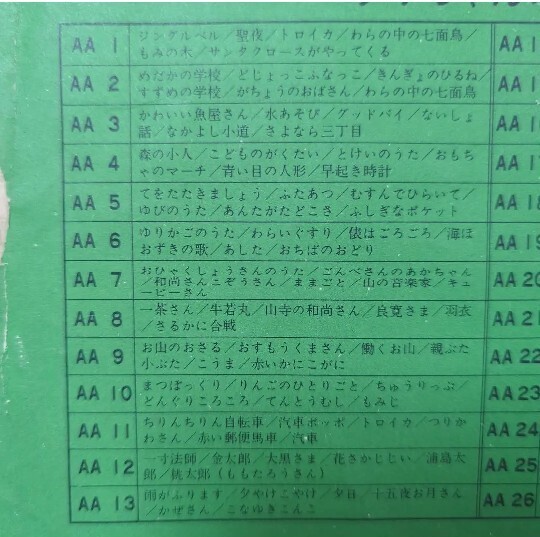 AA 1 ジングルベル／聖夜／トロイカ／わらの中の七面鳥／
もみの木／サンタクロースがやってくる
AA 2 めだかの学校／どじょっこふなっこ／きんぎょのひるね／
すずめの学校／がちょうのおばさん／わらの中の七面鳥
AA 3 かわいい魚屋さん／水あそび／グッドバイ／ないしょ
話／なかよし小道／さよなら三丁目
AA 4 森の小人／こどものがくたい／とけいのうた／おもち
ゃのマーチ／青い目の人形／早起き時計
AA 5 てをたたきましょう／ふたあつ／むすんでひらいて／
ゆびのうた／あんたがたどこさ／ふしぎなポケット
AA 6 ゆりかごのうた／わらいぐすり／俵はごろごろ／海ほ
おずきの歌／あした／おちばのおどり
AA 7 おひゃくしょうさんのうた／ごんべさんのあかちゃん
／和尚さんこぞうさん／ままごと／山の音楽家／キュ
ーピーさん
AA 8 一茶さん／牛若丸／山寺の和尚さん／良寛さま／羽衣
／さるかに合戦
AA 9 お山のおさる／おすもうくまさん／働くお山／親ぶた
小ぶた／こうま／赤いかにこがに
AA 10 まつぼっくり／りんごのひとりごと／ちゅうりっぷ／
どんぐりころころ／てんとうむし／もみじ
AA 11 ちりんちりん自転車／汽車ポッポ／トロイカ／つりか
わさん／赤い郵便馬車／汽車
AA 12 一寸法師／金太郎／大黒さま／花さかじじい／浦島太
郎／桃太郎（ももたろうさん）
AA 13 雨がふります／夕やけこやけ／夕日／十五夜お月さん
／かぜさん／こなゆきこんこ
AA 20
AA 22
AA 23
AA 24
AA 25
AA 26